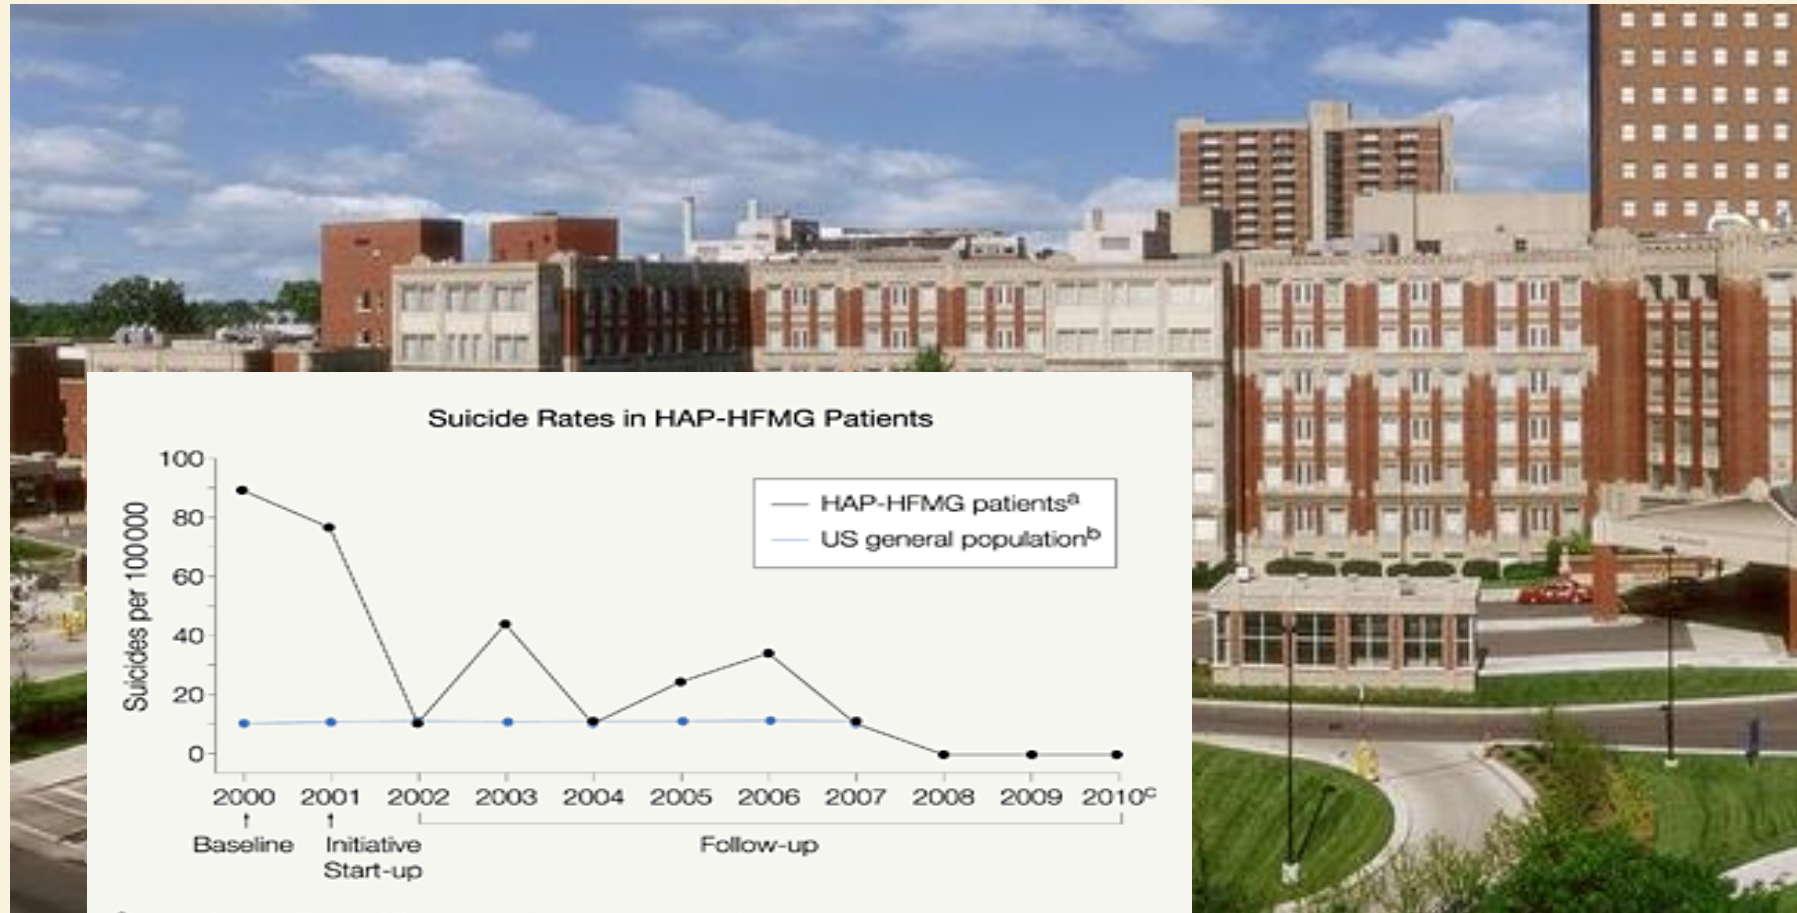 Suicide Rates in HAP-HFMG Patients
100
80
60
40
20
0
Suicides per 100000
HAP-HFMG patientsa
US general populationb
2000 2001 2002 2003 2004 2005 2006 2007 2008 2009 2010c
Baseline Initiative Start-up Follow-up